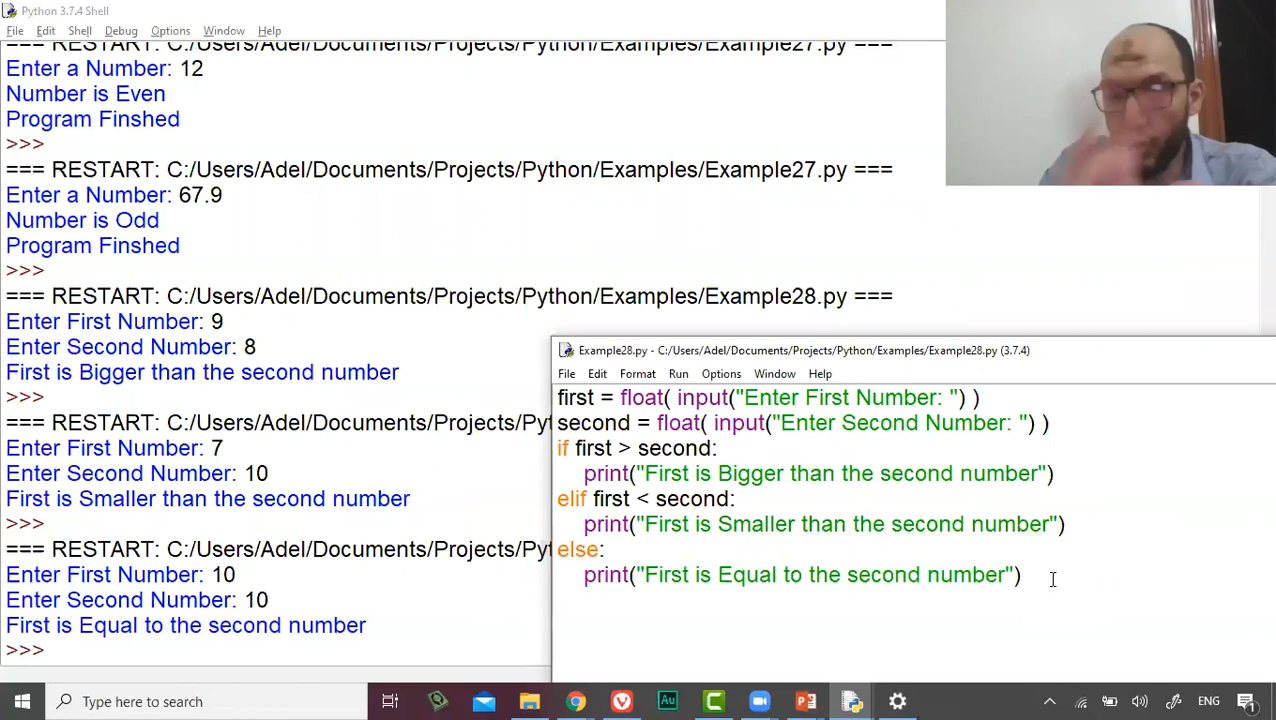 Python 3.7.4 Shell
File Edit Shell Debug Options Window Help
=== RESTART: C:/Users/Adel/Documents/Projects/Python/Examples/Example27.py ===
Enter a Number: 12
Number is Even
Program Finshed
>>>
=== RESTART: C:/Users/Adel/Documents/Projects/Python/Examples/Example27.py ===
Enter a Number: 67.9
Number is Odd
Program Finshed
>>>
=== RESTART: C:/Users/Adel/Documents/Projects/Python/Examples/Example28.py ===
Enter First Number: 9
Enter Second Number: 8
First is Bigger than the second number
>>>
=== RESTART: C:/Users/Adel/Documents/Projects/Pyt
Enter First Number: 7
Enter Second Number: 10
First is Smaller than the second number
>>>
=== RESTART: C:/Users/Adel/Documents/Projects/Pyt
Enter First Number: 10
Enter Second Number: 10
First is Equal to the second number
>>>
Example28.py - C:/Users/Adel/Documents/Projects/Python/Examples/Example28.py (3.7.4)
File Edit Format Run Options Window Help
first = float( input("Enter First Number: ") )
second = float( input("Enter Second Number: ") )
if first > second:
    print("First is Bigger than the second number")
elif first < second:
    print("First is Smaller than the second number")
else:
    print("First is Equal to the second number")
Type here to search
Au
ENG
1